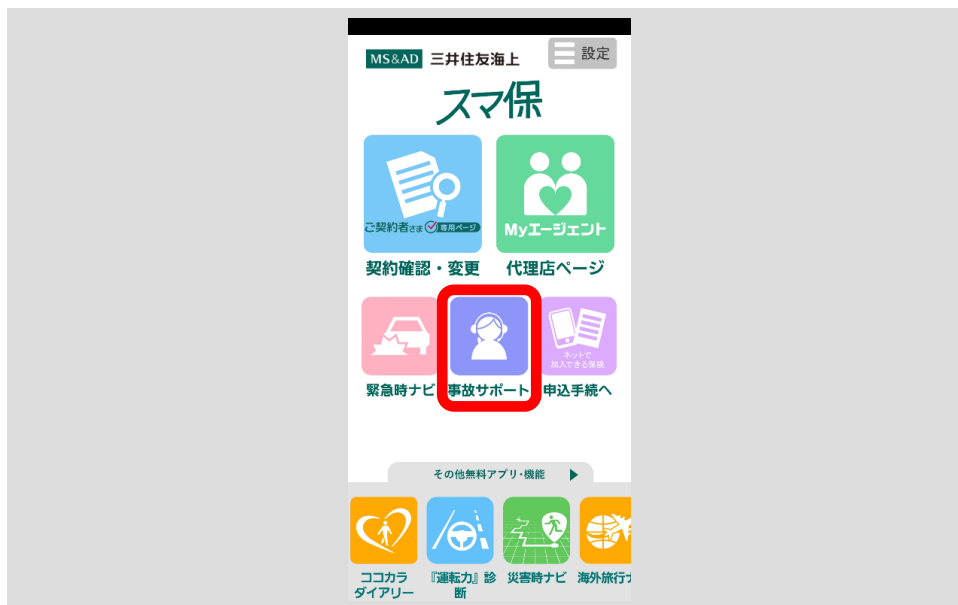 MS&AD 三井住友海上
設定
スマ保
ご契約者さま 専用ページ
Myエージェント
契約確認・変更
代理店ページ
ネットで
加入できる保険
緊急時ナビ
事故サポート
申込手続へ
その他無料アプリ・機能
ココカラ
ダイアリー
『運転力』診
断
災害時ナビ
海外旅行ナ